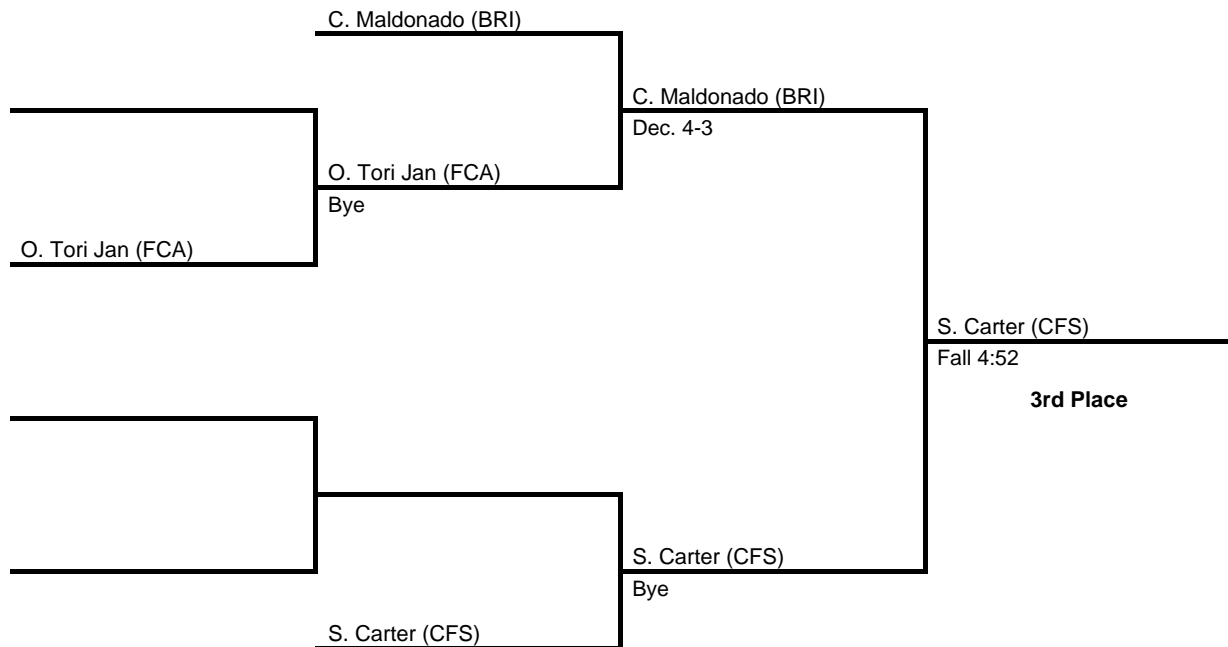 C. Maldonado (BRI)
C. Maldonado (BRI)
Dec. 4-3
O. Tori Jan (FCA)
Bye
O. Tori Jan (FCA)
S. Carter (CFS)
Fall 4:52
3rd Place
S. Carter (CFS)
Bye
S. Carter (CFS)